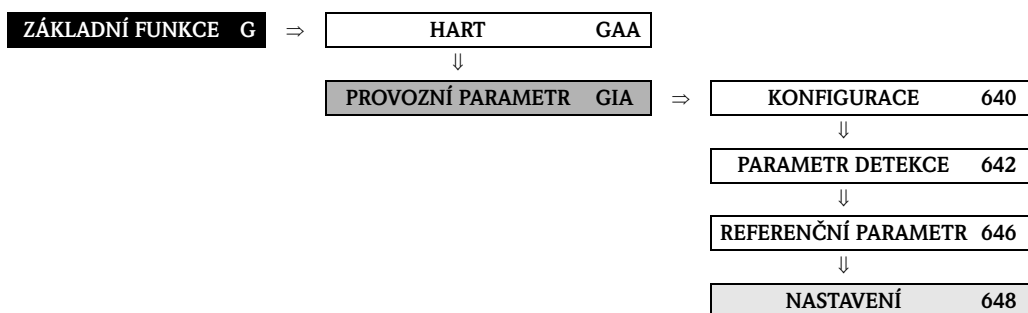 ZÁKLADNÍ FUNKCE G ⇒ HART GAA
⇓
PROVOZNÍ PARAMETR GIA ⇒ KONFIGURACE 640
⇓
PARAMETR DETEKCE 642
⇓
REFERENČNÍ PARAMETR 646
⇓
NASTAVENÍ 648